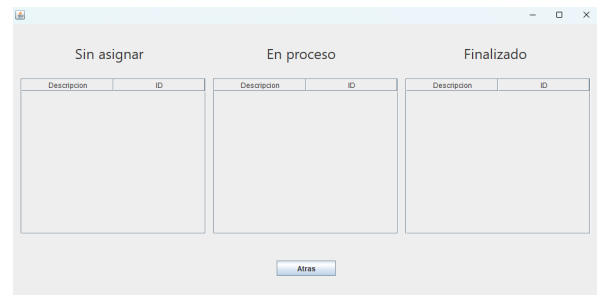 Sin asignar En proceso Finalizado
Descripcion ID Descripcion ID Descripcion ID
Atras